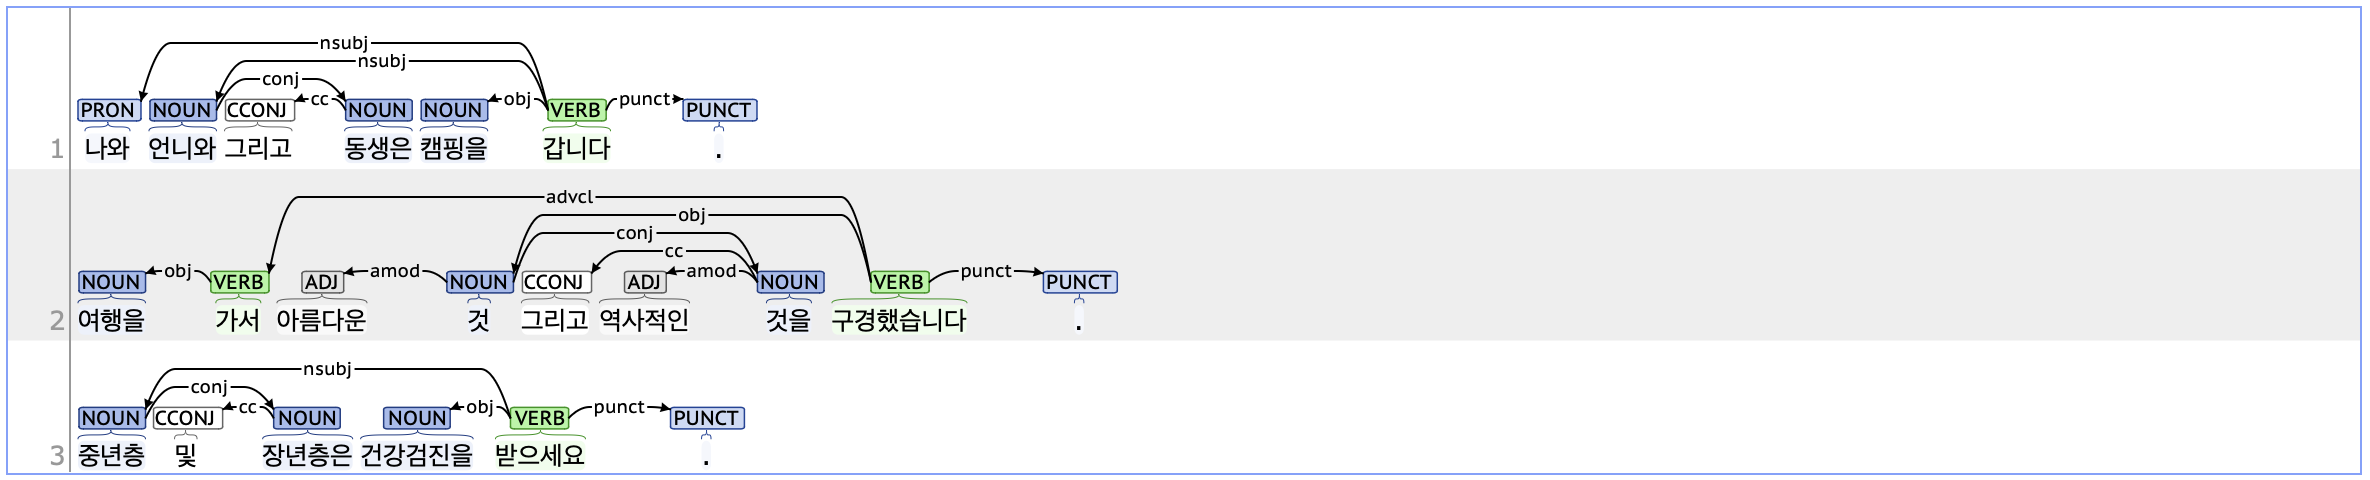 nsubj
nsubj
conj cc obj punct
PRON NOUN CCONJ NOUN NOUN VERB PUNCT
1 나와 언니와 그리고 동생은 캠핑을 갑니다 .
advcl
obj
conj
cc
obj amod amod punct
NOUN VERB ADJ NOUN CCONJ ADJ NOUN VERB PUNCT
2 여행을 가서 아름다운 것 그리고 역사적인 것을 구경했습니다 .
nsubj
conj
cc obj punct
NOUN CCONJ NOUN NOUN VERB PUNCT
3 중년층 및 장년층은 건강검진을 받으세요 .